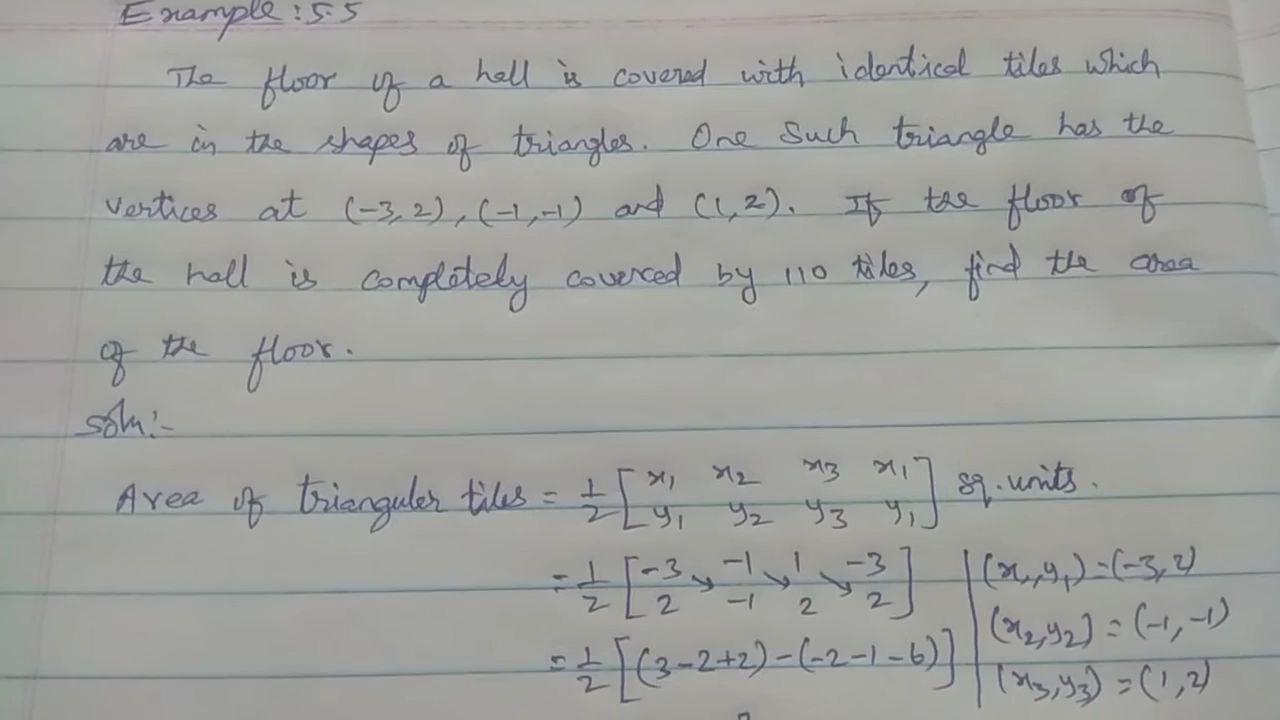 Example: 5.5
The floor of a hall is covered with identical tiles which
are in the shapes of triangles. One Such triangle has the
vertices at (-3,2), (-1,-1) and (1,2). If the floor of
the hall is completely covered by 110 tiles, find the area
of the floor.
Soln:-
Area of triangular tiles = 1/2 [x₁ x₂ x₃ x₁
y₁ y₂ y₃ y₁] sq. units.
= 1/2 [-3 -1 1 -3
2 -1 2 2]
(x₁,y₁) = (-3,2)
(x₂,y₂) = (-1,-1)
= 1/2 [(3-2+2)-(-2-1-6)]
(x₃,y₃) = (1,2)